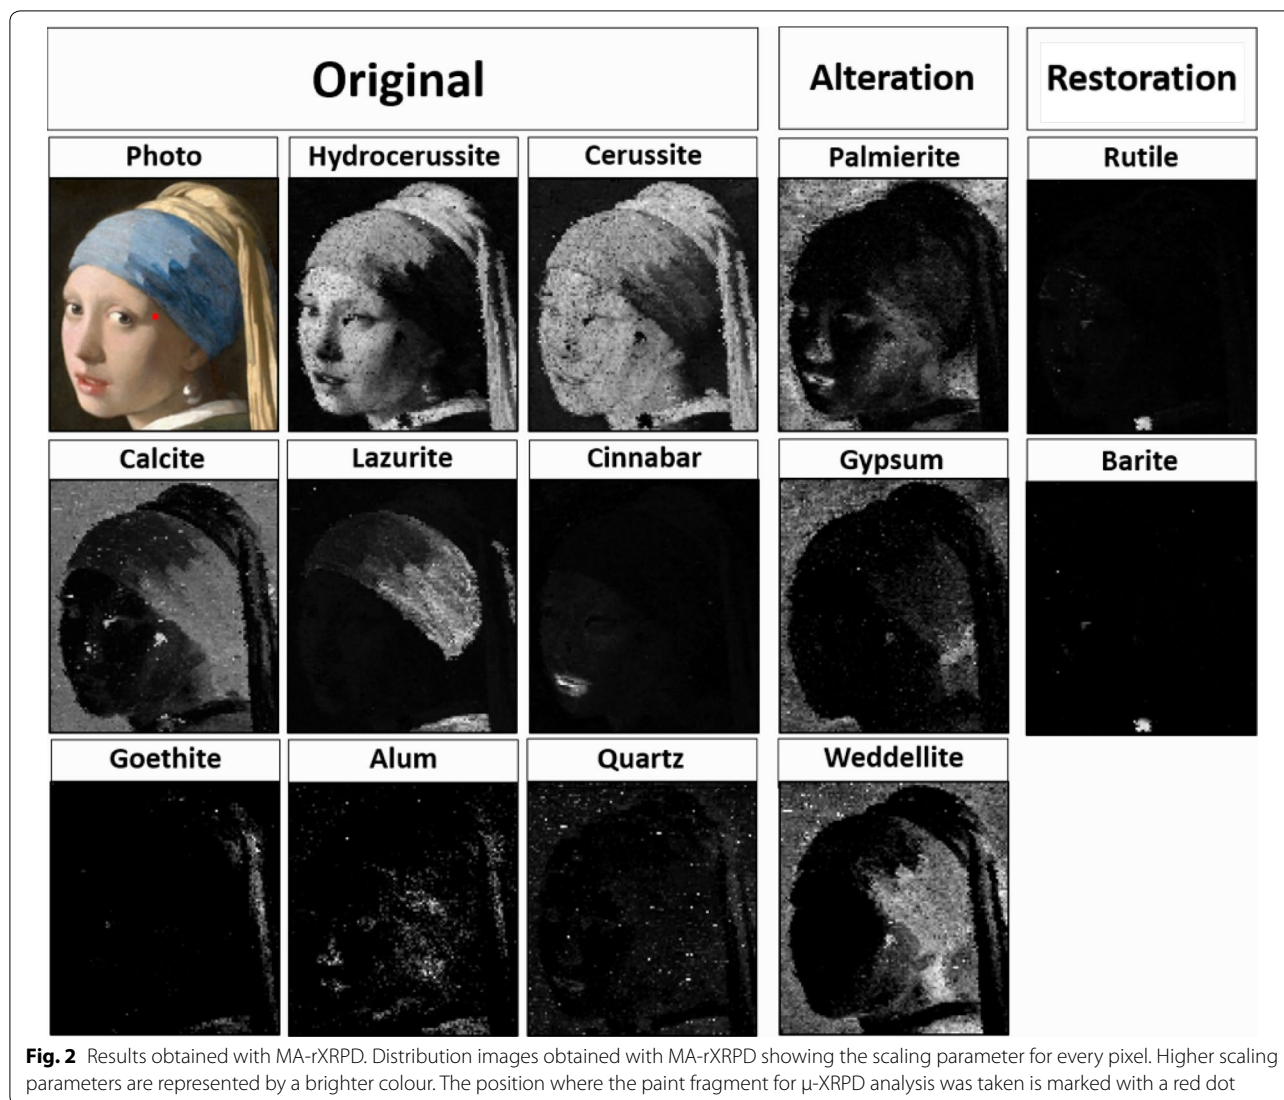 Original Alteration Restoration
Photo Hydrocerussite Cerussite Palmierite Rutile
Calcite Lazurite Cinnabar Gypsum Barite
Goethite Alum Quartz Weddellite
Fig. 2 Results obtained with MA-rXRPD. Distribution images obtained with MA-rXRPD showing the scaling parameter for every pixel. Higher scaling
parameters are represented by a brighter colour. The position where the paint fragment for μ-XRPD analysis was taken is marked with a red dot